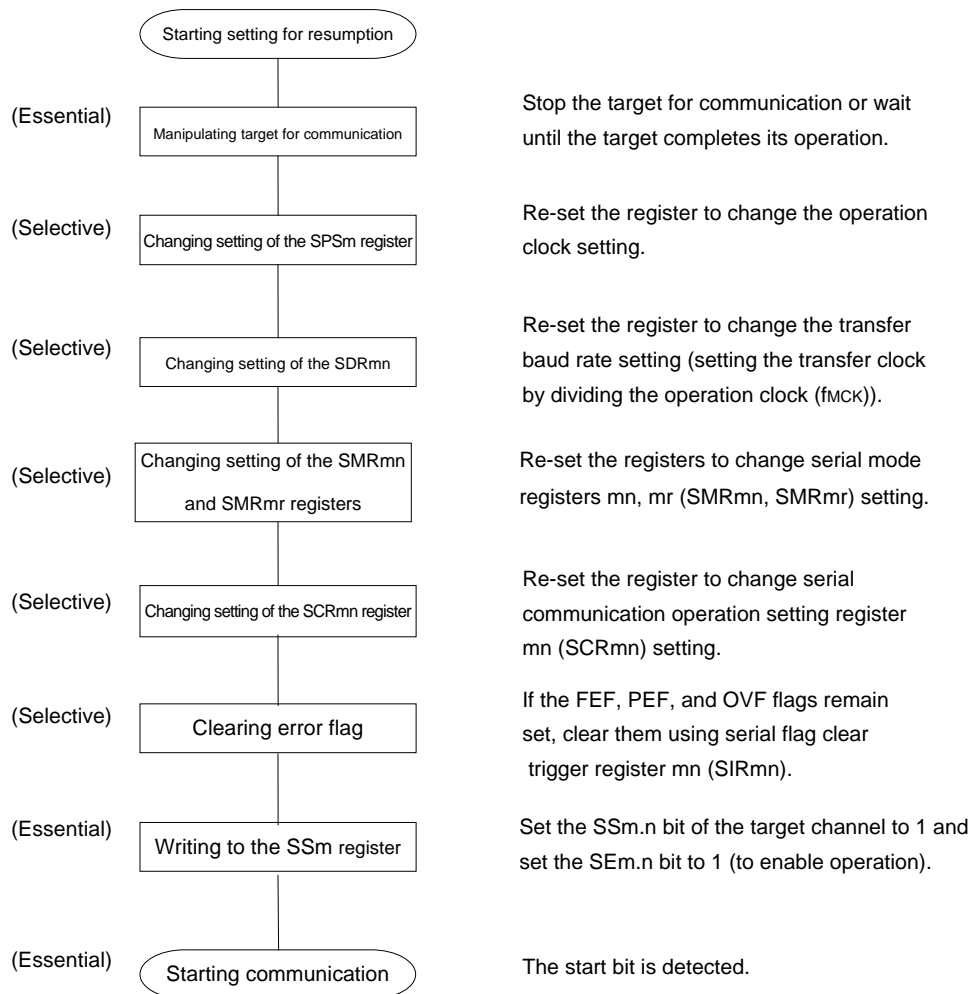 Starting setting for resumption
(Essential)
Manipulating target for communication
Stop the target for communication or wait
until the target completes its operation.
(Selective)
Changing setting of the SPSm register
Re-set the register to change the operation
clock setting.
(Selective)
Changing setting of the SDRmn
Re-set the register to change the transfer
baud rate setting (setting the transfer clock
by dividing the operation clock (fMCK)).
(Selective)
Changing setting of the SMRmn
and SMRmr registers
Re-set the registers to change serial mode
registers mn, mr (SMRmn, SMRmr) setting.
(Selective)
Changing setting of the SCRmn register
Re-set the register to change serial
communication operation setting register
mn (SCRmn) setting.
(Selective)
Clearing error flag
If the FEF, PEF, and OVF flags remain
set, clear them using serial flag clear
trigger register mn (SIRmn).
(Essential)
Writing to the SSm register
Set the SSm.n bit of the target channel to 1 and
set the SEm.n bit to 1 (to enable operation).
(Essential)
Starting communication
The start bit is detected.